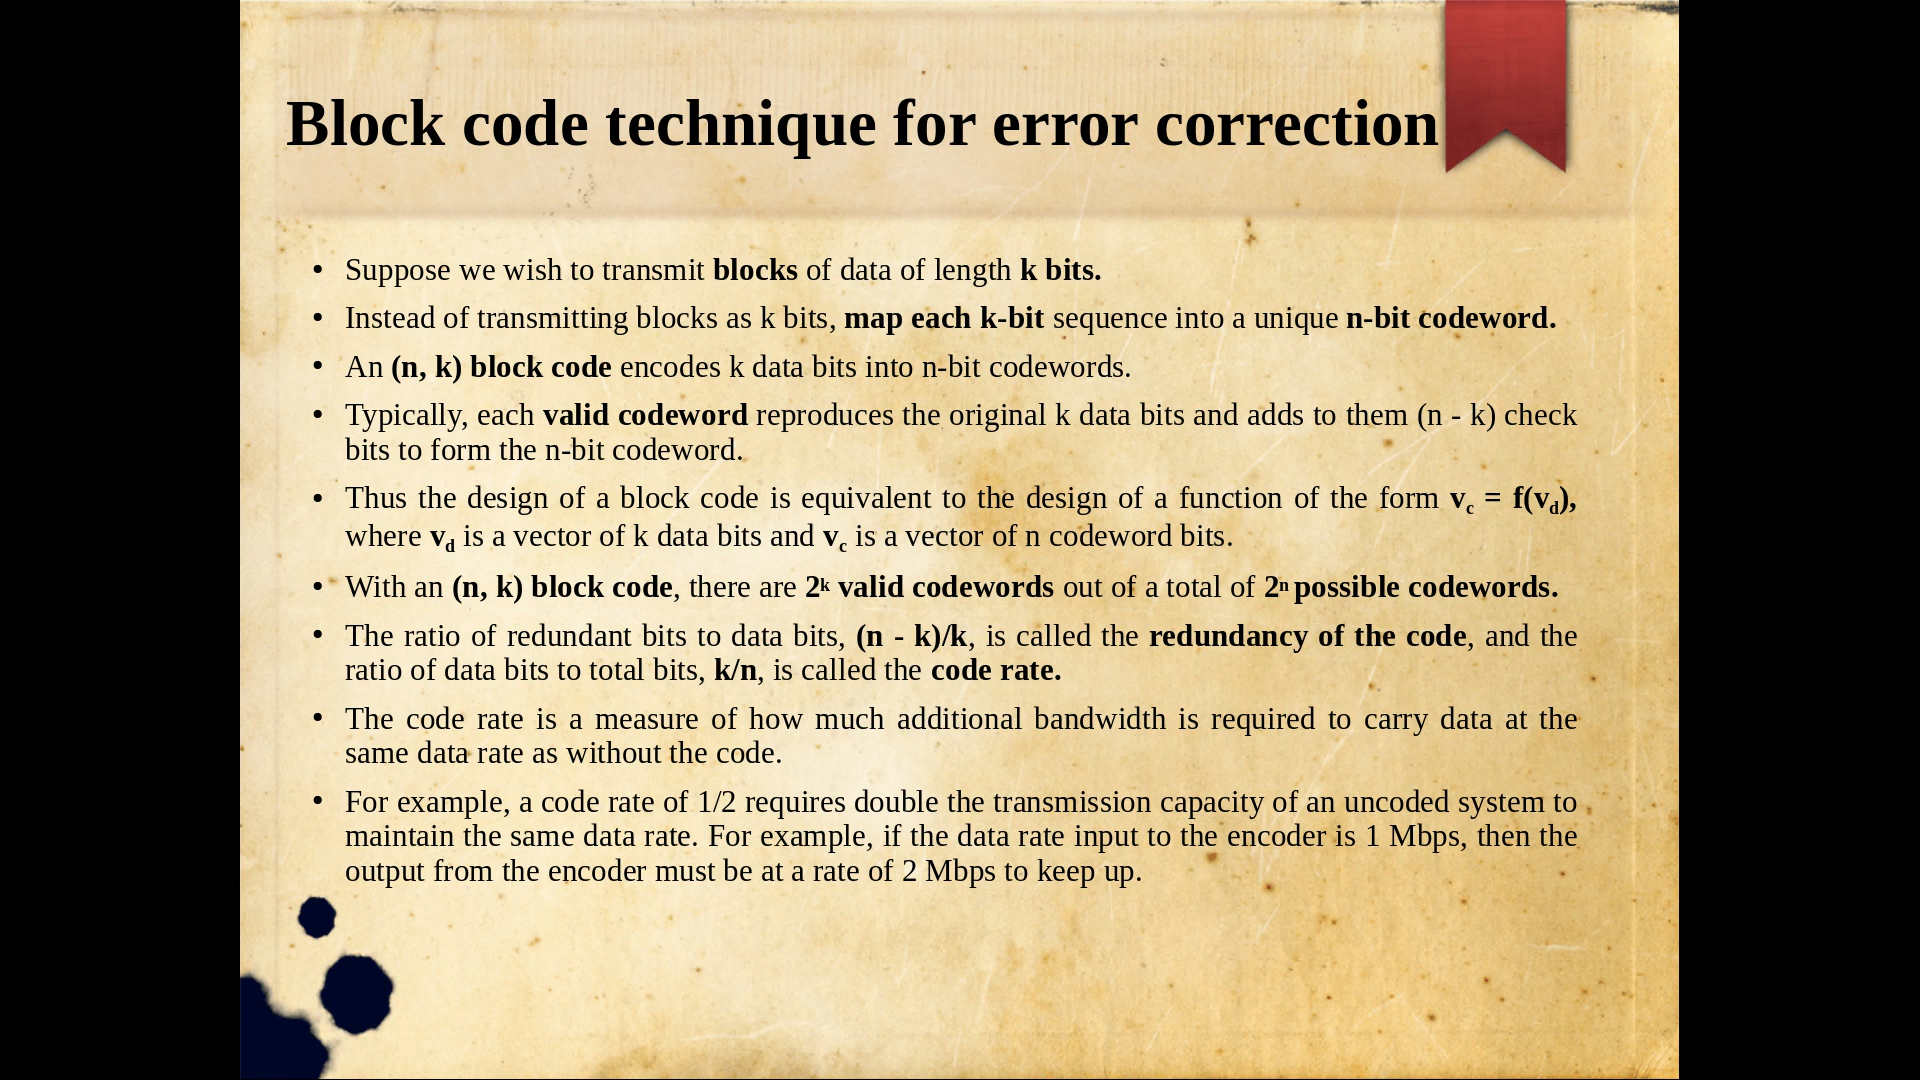 Block code technique for error correction
• Suppose we wish to transmit blocks of data of length k bits.
• Instead of transmitting blocks as k bits, map each k-bit sequence into a unique n-bit codeword.
• An (n, k) block code encodes k data bits into n-bit codewords.
• Typically, each valid codeword reproduces the original k data bits and adds to them (n - k) check
bits to form the n-bit codeword.
• Thus the design of a block code is equivalent to the design of a function of the form v_c = f(v_d),
where v_d is a vector of k data bits and v_c is a vector of n codeword bits.
• With an (n, k) block code, there are 2ᵏ valid codewords out of a total of 2ⁿ possible codewords.
• The ratio of redundant bits to data bits, (n - k)/k, is called the redundancy of the code, and the
ratio of data bits to total bits, k/n, is called the code rate.
• The code rate is a measure of how much additional bandwidth is required to carry data at the
same data rate as without the code.
• For example, a code rate of 1/2 requires double the transmission capacity of an uncoded system to
maintain the same data rate. For example, if the data rate input to the encoder is 1 Mbps, then the
output from the encoder must be at a rate of 2 Mbps to keep up.